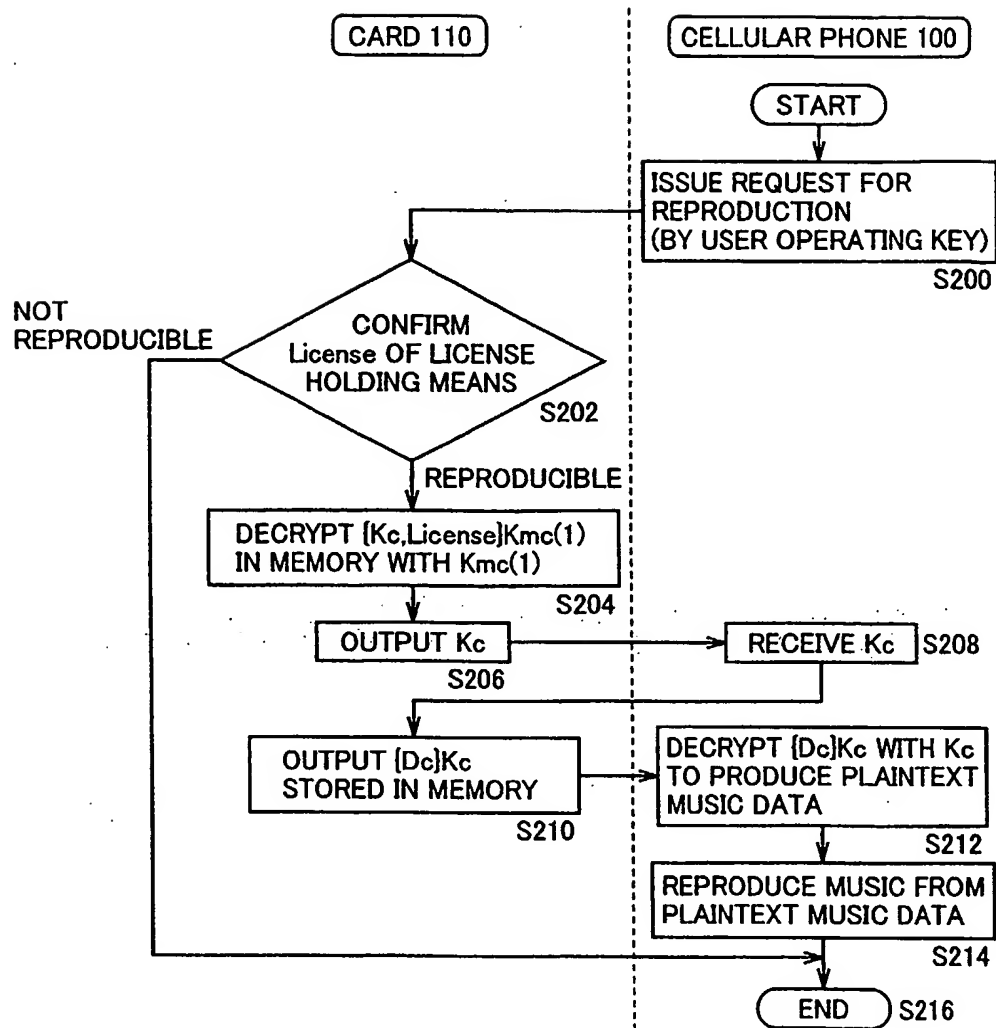 CARD 110
CELLULAR PHONE 100
START
ISSUE REQUEST FOR
REPRODUCTION
(BY USER OPERATING KEY)
S200
NOT
REPRODUCIBLE
CONFIRM
License OF LICENSE
HOLDING MEANS
S202
REPRODUCIBLE
DECRYPT {Kc,License}Kmc(1)
IN MEMORY WITH Kmc(1)
S204
OUTPUT Kc
S206
RECEIVE Kc
S208
OUTPUT {Dc}Kc
STORED IN MEMORY
S210
DECRYPT {Dc}Kc WITH Kc
TO PRODUCE PLAINTEXT
MUSIC DATA
S212
REPRODUCE MUSIC FROM
PLAINTEXT MUSIC DATA
S214
END
S216